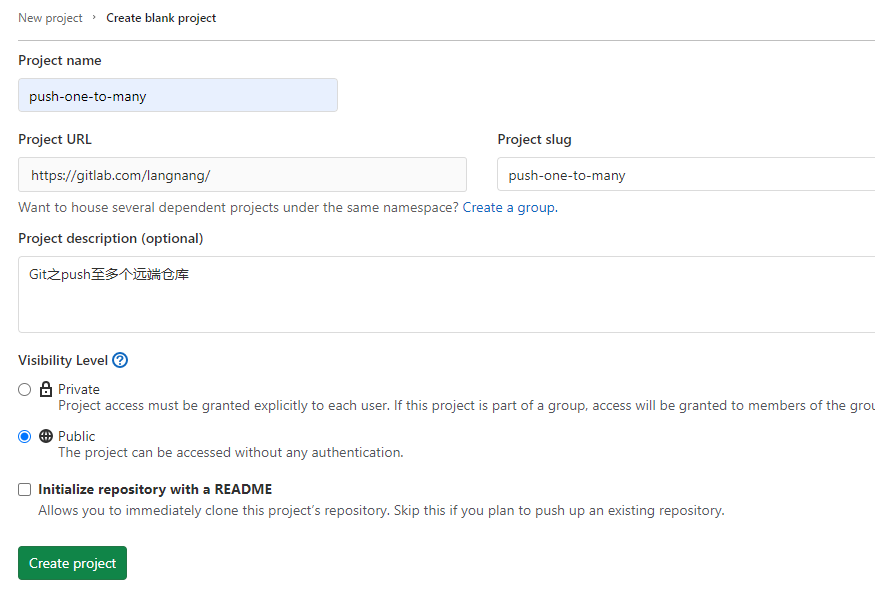 New project › Create blank project
Project name
push-one-to-many
Project URL
Project slug
https://gitlab.com/langnang/
push-one-to-many
Want to house several dependent projects under the same namespace? Create a group.
Project description (optional)
Git之push至多个远端仓库
Visibility Level
Private
Project access must be granted explicitly to each user. If this project is part of a group, access will be granted to members of the
Public
The project can be accessed without any authentication.
Initialize repository with a README
Allows you to immediately clone this project’s repository. Skip this if you plan to push up an existing repository.
Create project